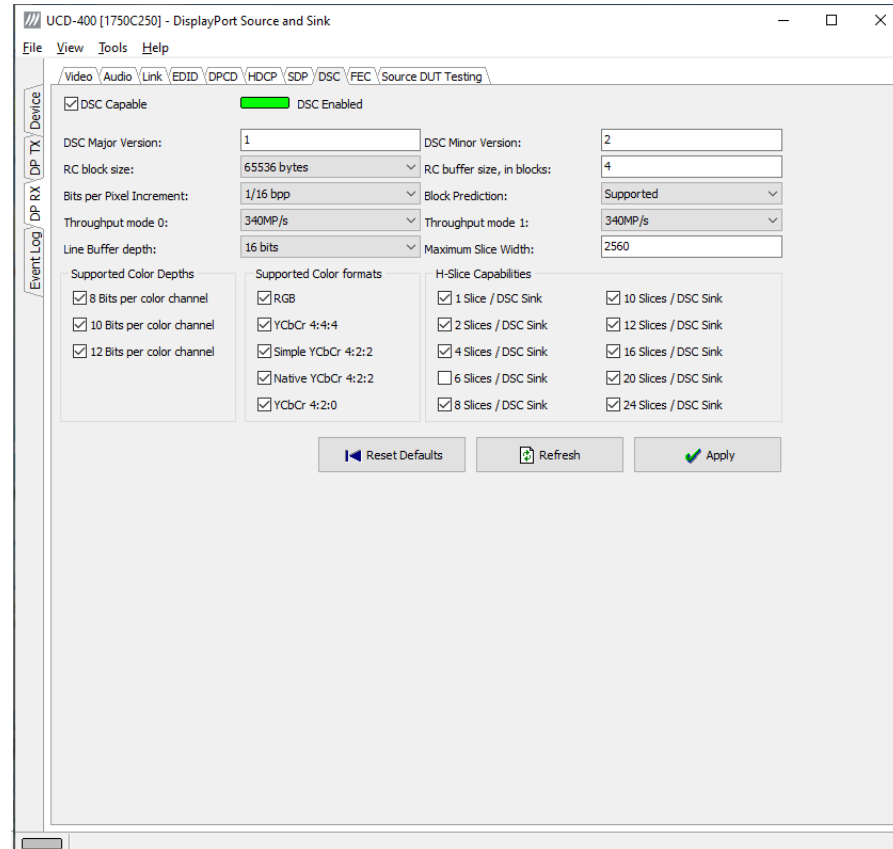 UCD-400 [1750C250] - DisplayPort Source and Sink
File View Tools Help
Video Audio Link EDID DPCD HDCP SDP DSC FEC Source DUT Testing
Device
DP TX
DP RX
Event Log
DSC Capable DSC Enabled
DSC Major Version: 1 DSC Minor Version: 2
RC block size: 65536 bytes RC buffer size, in blocks: 4
Bits per Pixel Increment: 1/16 bpp Block Prediction: Supported
Throughput mode 0: 340MP/s Throughput mode 1: 340MP/s
Line Buffer depth: 16 bits Maximum Slice Width: 2560
Supported Color Depths Supported Color formats H-Slice Capabilities
8 Bits per color channel RGB 1 Slice / DSC Sink 10 Slices / DSC Sink
10 Bits per color channel YCbCr 4:4:4 2 Slices / DSC Sink 12 Slices / DSC Sink
12 Bits per color channel Simple YCbCr 4:2:2 4 Slices / DSC Sink 16 Slices / DSC Sink
Native YCbCr 4:2:2 6 Slices / DSC Sink 20 Slices / DSC Sink
YCbCr 4:2:0 8 Slices / DSC Sink 24 Slices / DSC Sink
Reset Defaults Refresh Apply